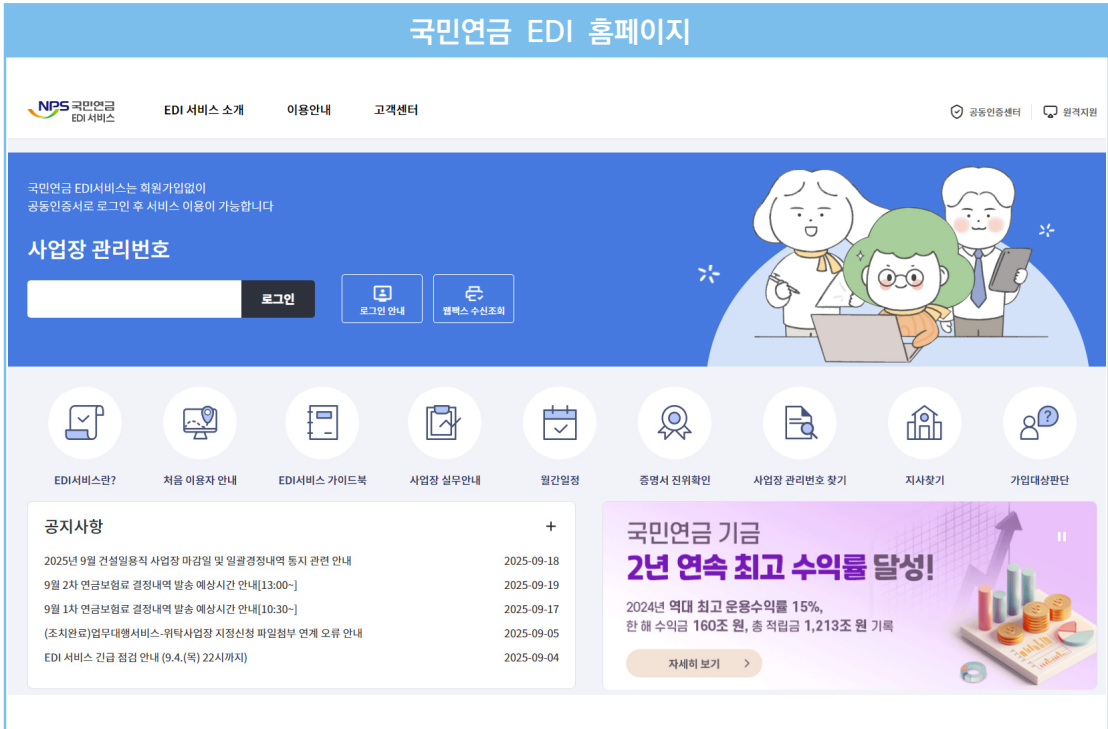 국민연금 EDI 홈페이지
NPS 국민연금
EDI 서비스
EDI 서비스 소개
이용안내
고객센터
공동인증센터
원격지원
국민연금 EDI서비스는 회원가입없이
공동인증서로 로그인 후 서비스 이용이 가능합니다
사업장 관리번호
로그인
로그인 안내
웹팩스 수신조회
EDI서비스란?
처음 이용자 안내
EDI서비스 가이드북
사업장 실무안내
월간일정
증명서 진위확인
사업장 관리번호 찾기
지사찾기
가입대상판단
공지사항 +
2025년 9월 건설일용직 사업장 마감일 및 일괄경정내역 통지 관련 안내 2025-09-18
9월 2차 연금보험료 결정내역 발송 예상시간 안내[13:00~] 2025-09-19
9월 1차 연금보험료 결정내역 발송 예상시간 안내[10:30~] 2025-09-17
(조치완료)업무대행서비스-위탁사업장 지정신청 파일첨부 연계 오류 안내 2025-09-05
EDI 서비스 긴급 점검 안내 (9.4.(목) 22시까지) 2025-09-04
국민연금 기금
2년 연속 최고 수익률 달성!
2024년 역대 최고 운용수익률 15%,
한 해 수익금 160조 원, 총 적립금 1,213조 원 기록
자세히 보기 >